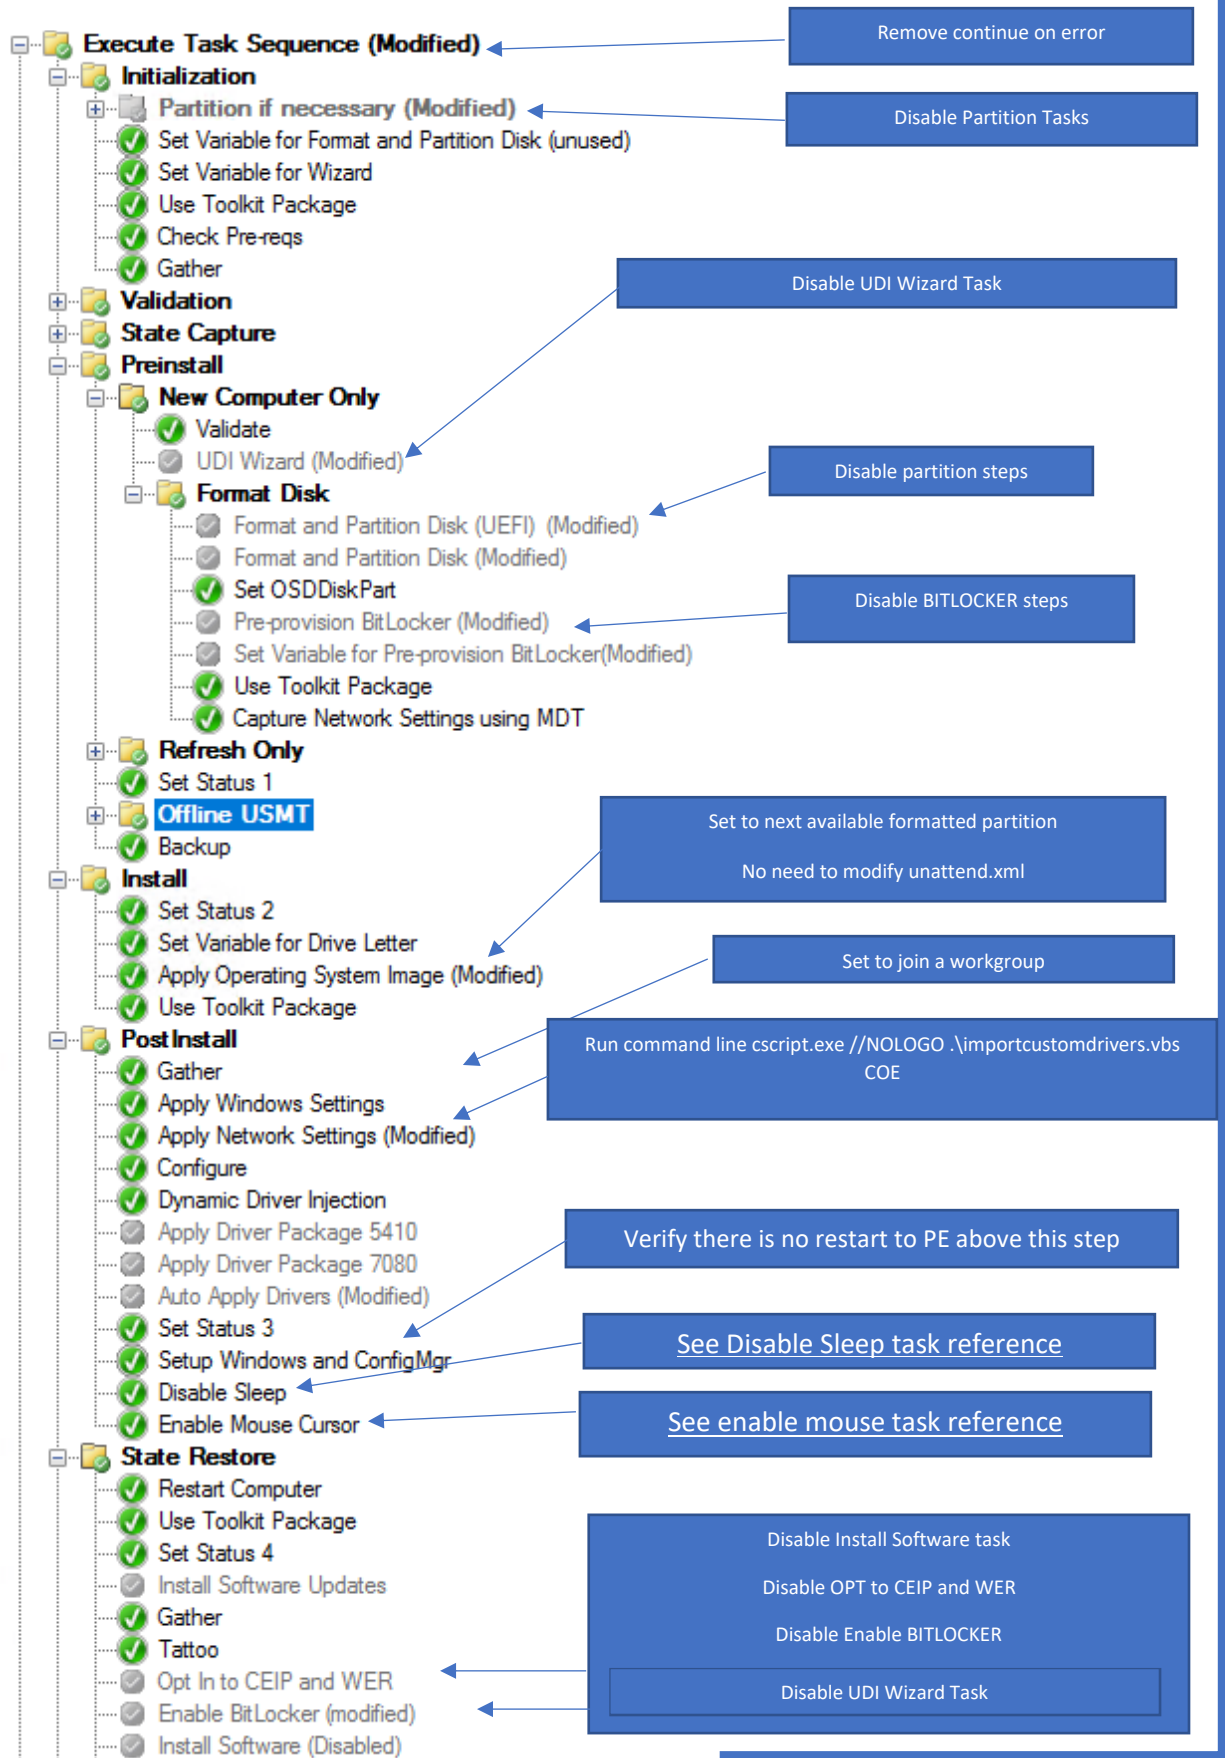 Execute Task Sequence (Modified)
Remove continue on error
Initialization
Partition if necessary (Modified)
Disable Partition Tasks
Set Variable for Format and Partition Disk (unused)
Set Variable for Wizard
Use Toolkit Package
Check Pre-reqs
Gather
Disable UDI Wizard Task
Validation
State Capture
Preinstall
New Computer Only
Validate
UDI Wizard (Modified)
Disable partition steps
Format Disk
Format and Partition Disk (UEFI)  (Modified)
Format and Partition Disk (Modified)
Set OSDDiskPart
Disable BITLOCKER steps
Pre-provision BitLocker (Modified)
Set Variable for Pre-provision BitLocker(Modified)
Use Toolkit Package
Capture Network Settings using MDT
Refresh Only
Set Status 1
Offline USMT
Set to next available formatted partition
Backup
No need to modify unattend.xml
Install
Set Status 2
Set Variable for Drive Letter
Set to join a workgroup
Apply Operating System Image (Modified)
Use Toolkit Package
PostInstall
Run command line cscript.exe //NOLOGO .\importcustomdrivers.vbs
COE
Gather
Apply Windows Settings
Apply Network Settings (Modified)
Configure
Dynamic Driver Injection
Apply Driver Package 5410
Verify there is no restart to PE above this step
Apply Driver Package 7080
Auto Apply Drivers (Modified)
Set Status 3
See Disable Sleep task reference
Setup Windows and ConfigMgr
Disable Sleep
Enable Mouse Cursor
See enable mouse task reference
State Restore
Restart Computer
Use Toolkit Package
Set Status 4
Disable Install Software task
Install Software Updates
Disable OPT to CEIP and WER
Gather
Disable Enable BITLOCKER
Tattoo
Opt In to CEIP and WER
Disable UDI Wizard Task
Enable BitLocker (modified)
Install Software (Disabled)